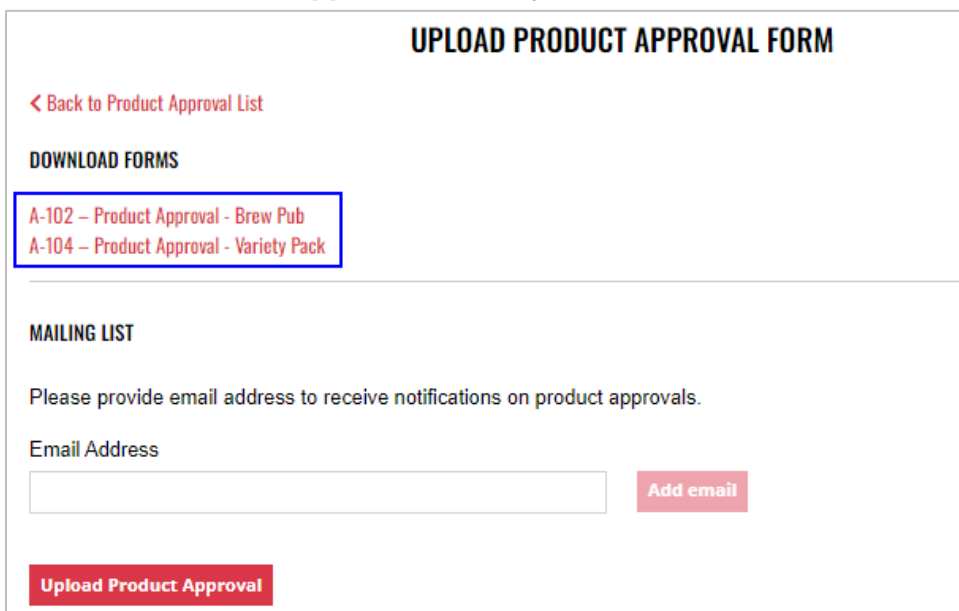 UPLOAD PRODUCT APPROVAL FORM
Back to Product Approval List
DOWNLOAD FORMS
A-102 – Product Approval - Brew Pub
A-104 – Product Approval - Variety Pack
MAILING LIST
Please provide email address to receive notifications on product approvals.
Email Address
Add email
Upload Product Approval